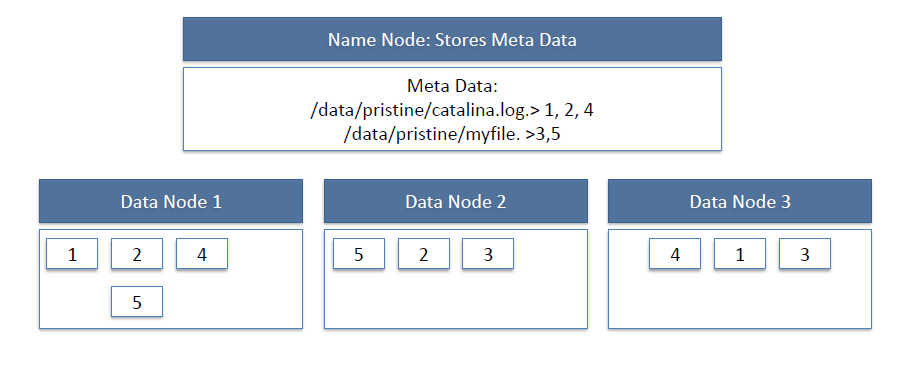 Name Node: Stores Meta Data
Meta Data:
/data/pristine/catalina.log.> 1, 2, 4
/data/pristine/myfile. >3,5
Data Node 1
1 2 4
5
Data Node 2
5 2 3
Data Node 3
4 1 3